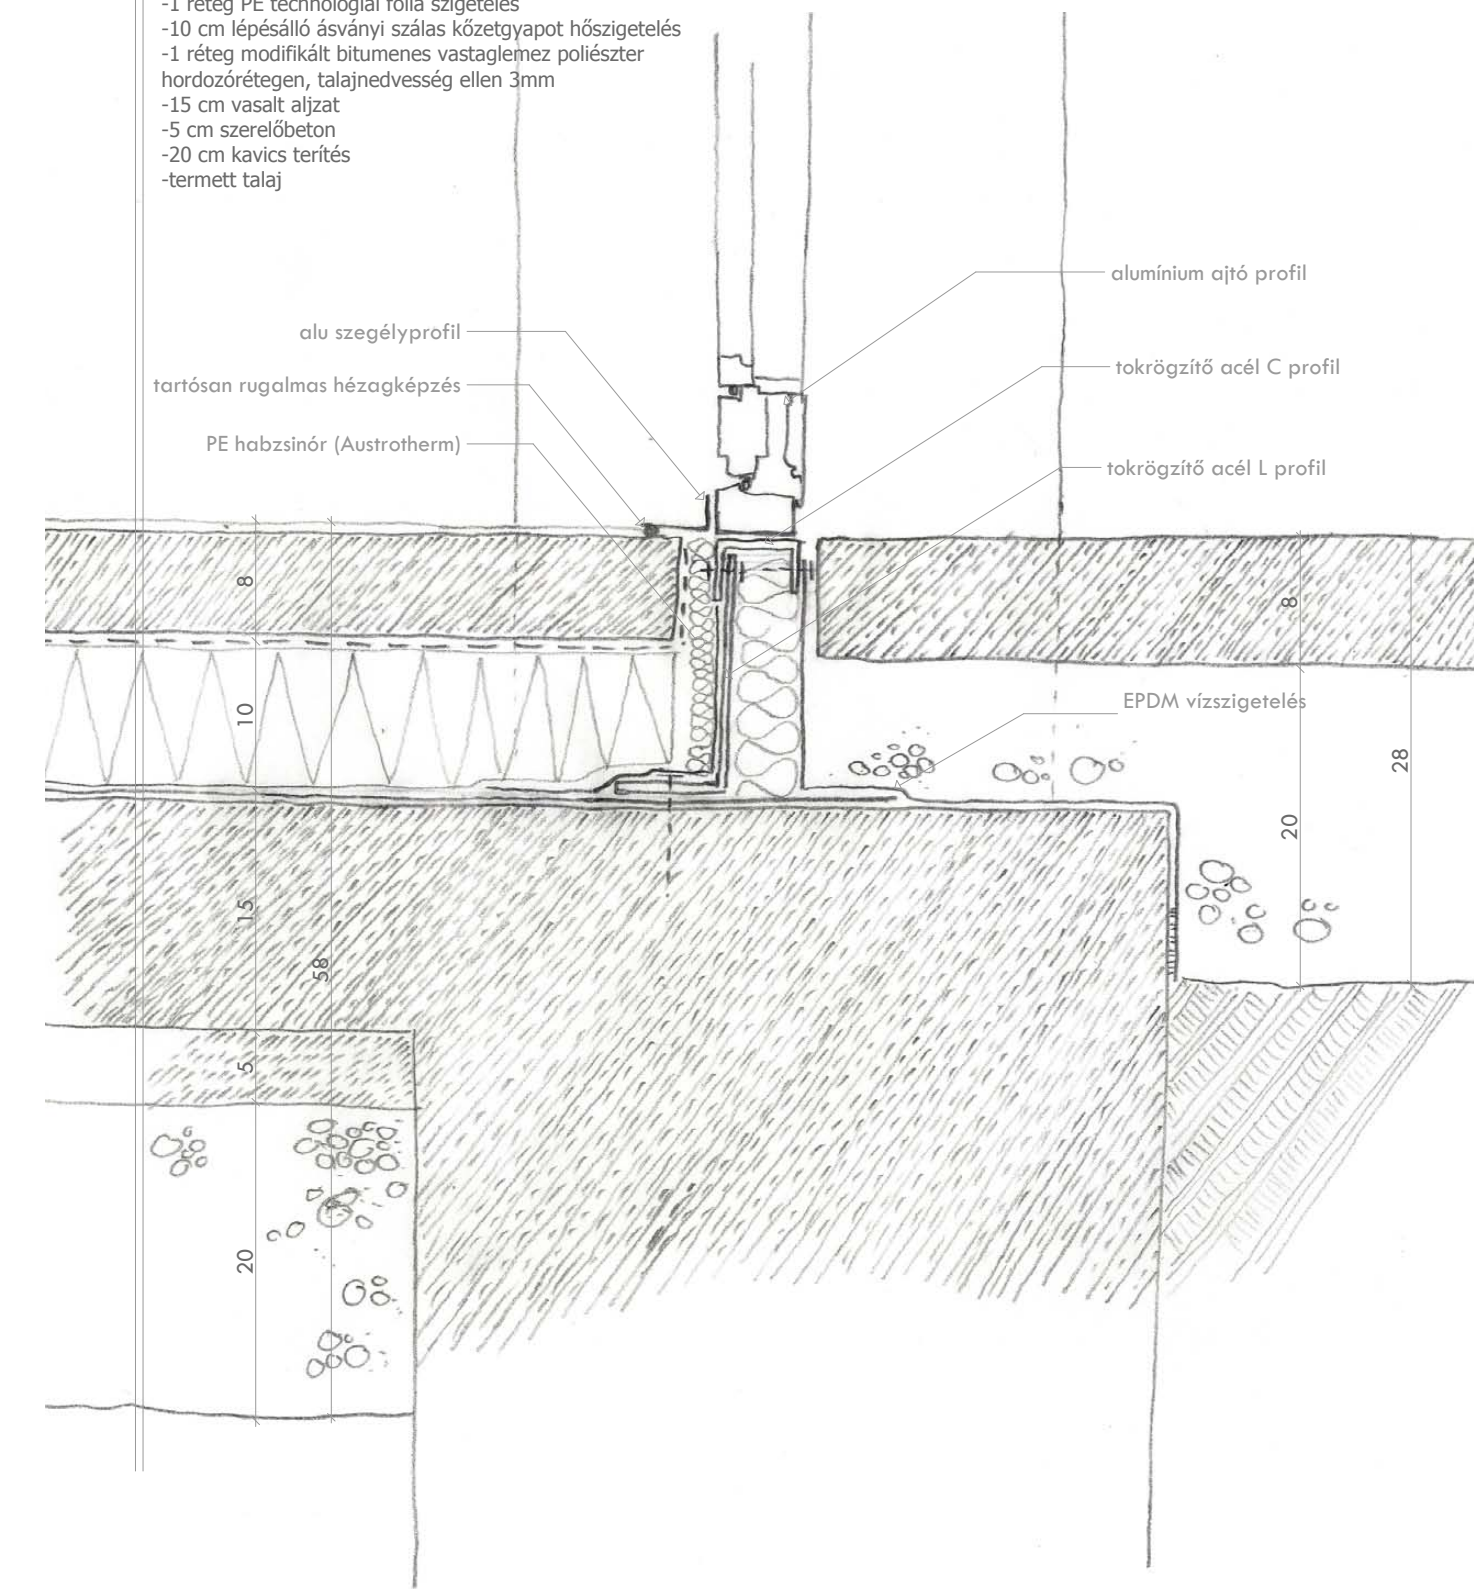 -1 réteg PE technológiai fólia szigetelés
-10 cm lépésálló ásványi szálas kőzetgyapot hőszigetelés
-1 réteg modifikált bitumenes vastaglemez poliészter
hordozórétegen, talajnedvesség ellen 3mm
-15 cm vasalt aljzat
-5 cm szerelőbeton
-20 cm kavics terítés
-termett talaj
alumínium ajtó profil
alu szegélyprofil
tokrögzítő acél C profil
tartósan rugalmas hézagképzés
PE habzsinór (Austrotherm)
tokrögzítő acél L profil
8
8
EPDM vízszigetelés
10
28
20
15
58
5
20